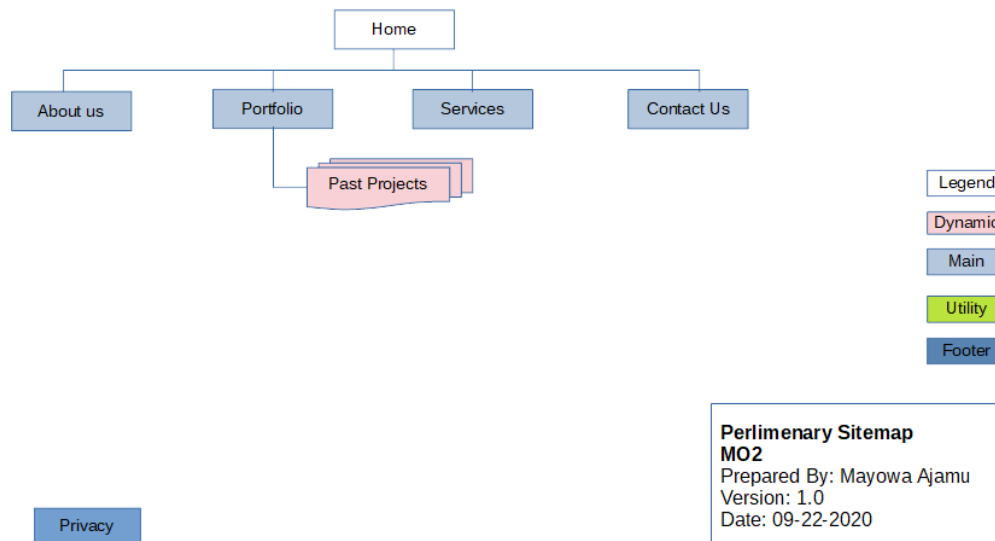 Home
About us
Portfolio
Services
Contact Us
Past Projects
Legend
Dynamic
Main
Utility
Footer
Perlimenary Sitemap
MO2
Prepared By: Mayowa Ajamu
Version: 1.0
Date: 09-22-2020
Privacy